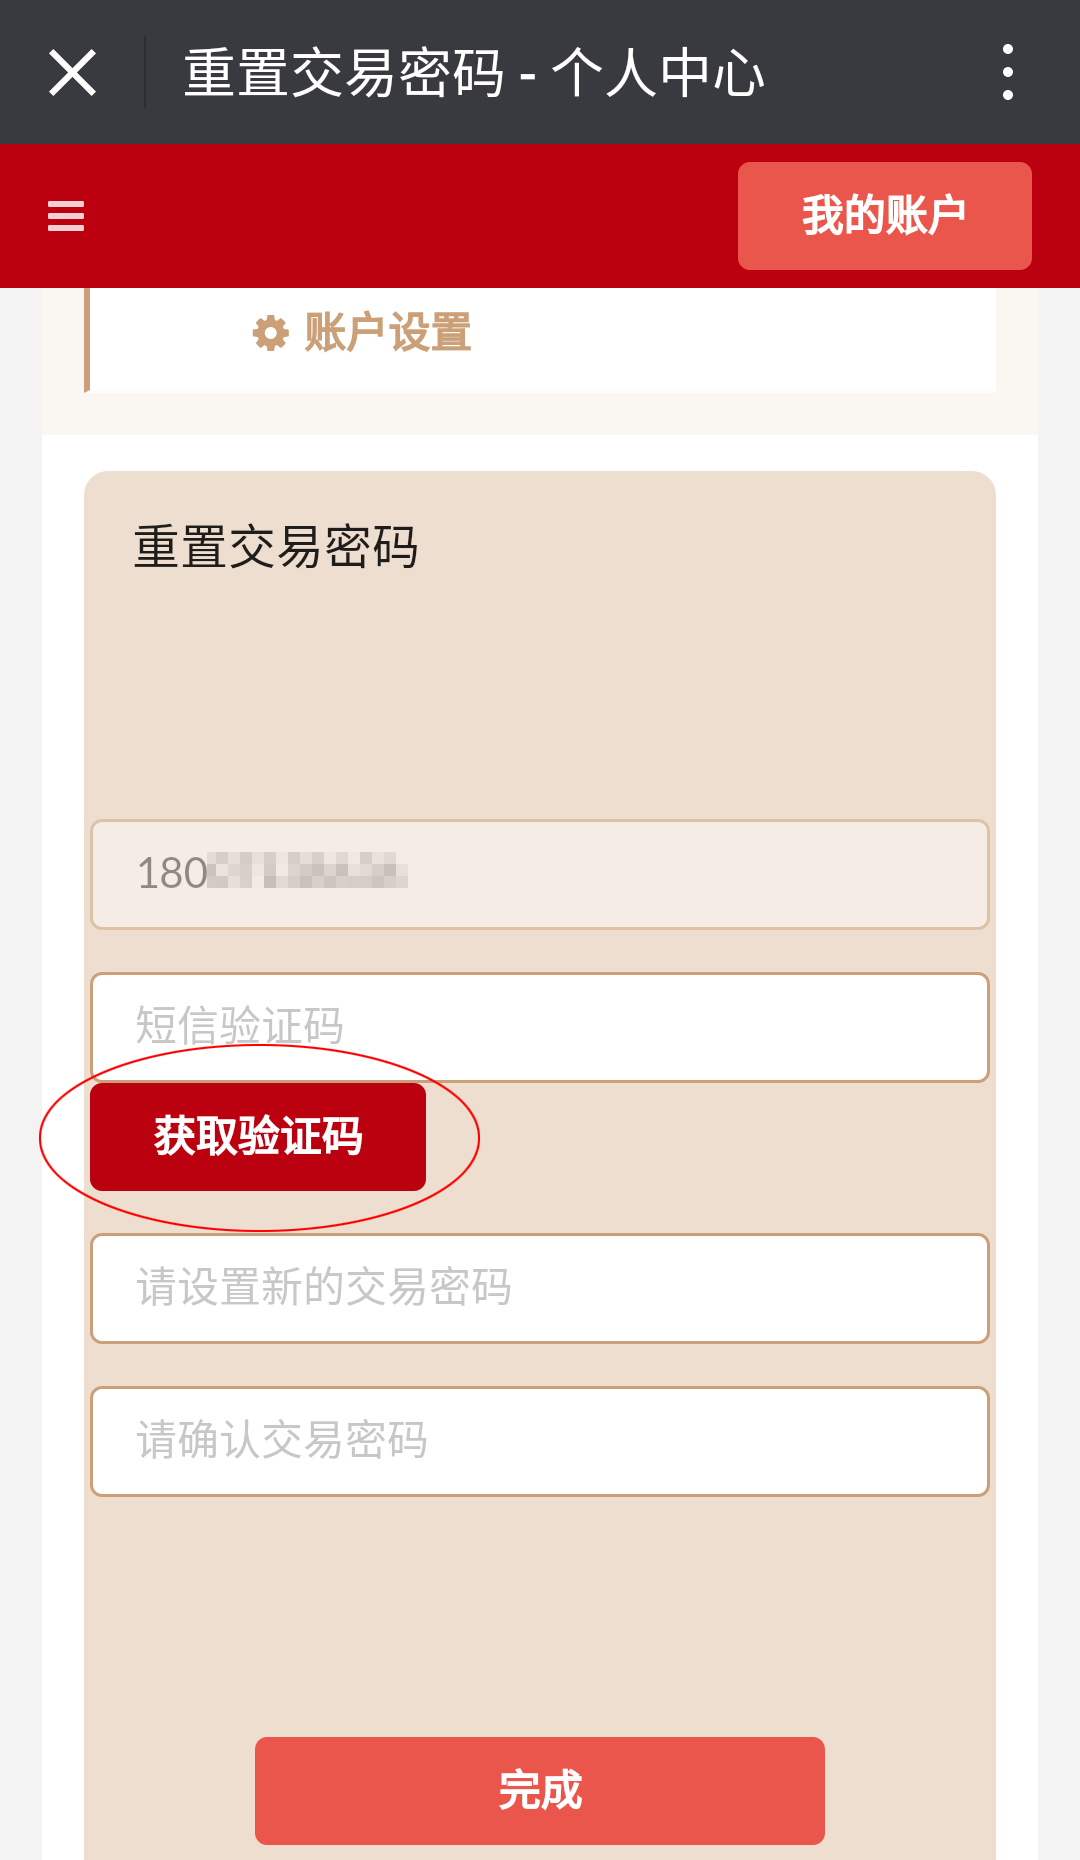 重置交易密码 - 个人中心
我的账户
账户设置
重置交易密码
180
短信验证码
获取验证码
请设置新的交易密码
请确认交易密码
完成